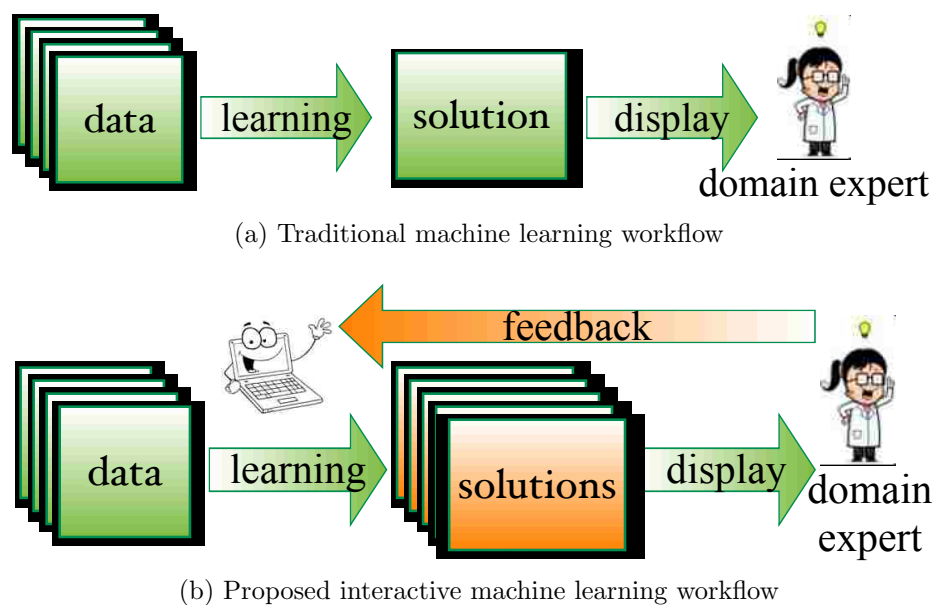 data
learning
solution
display
domain expert
(a) Traditional machine learning workflow
feedback
data
learning
solutions
display
domain
expert
(b) Proposed interactive machine learning workflow